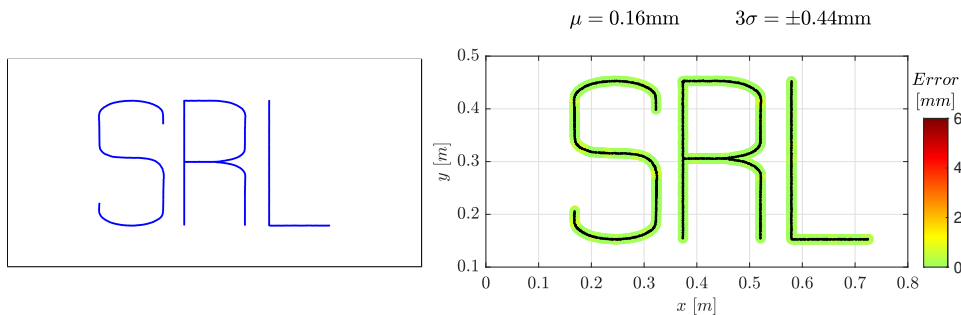 μ = 0.16mm 3σ = ±0.44mm
SRL
SRL
0.5
0.4
0.3
0.2
0.1
y [m]
0 0.1 0.2 0.3 0.4 0.5 0.6 0.7 0.8
x [m]
Error
[mm]
6
4
2
0